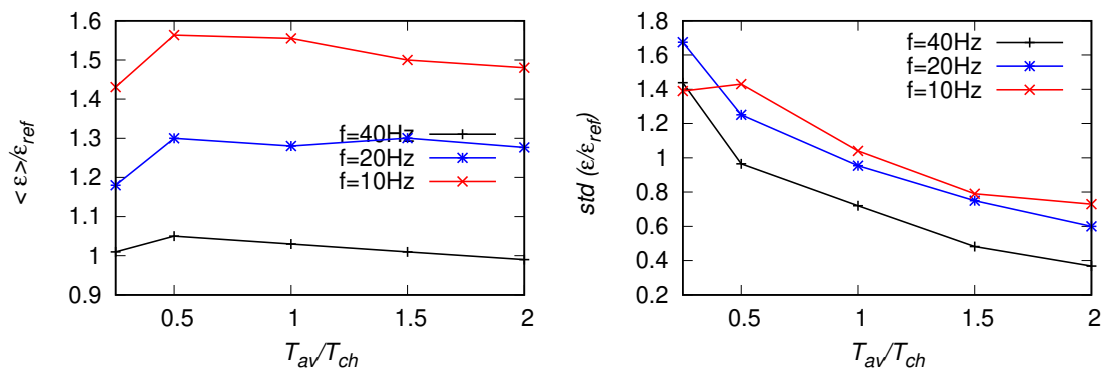 1.6
1.5
1.4
1.3
1.2
1.1
1
0.9
< ε>/ε_ref
f=40Hz
f=20Hz
f=10Hz
0.5
1
1.5
2
T_av/T_ch
1.8
1.6
1.4
1.2
1
0.8
0.6
0.4
0.2
std (ε/ε_ref)
f=40Hz
f=20Hz
f=10Hz
0.5
1
1.5
2
T_av/T_ch